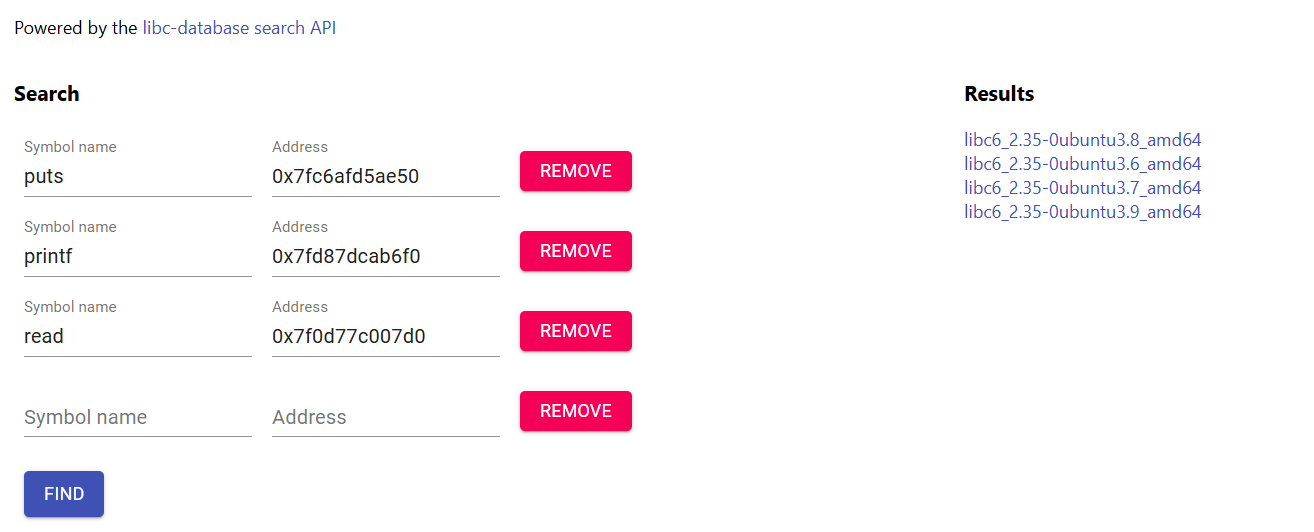 Powered by the libc-database search API
Search
Symbol name
puts
Address
0x7fc6afd5ae50
REMOVE
Symbol name
printf
Address
0x7fd87dcab6f0
REMOVE
Symbol name
read
Address
0x7f0d77c007d0
REMOVE
Symbol name
Address
REMOVE
FIND
Results
libc6_2.35-0ubuntu3.8_amd64
libc6_2.35-0ubuntu3.6_amd64
libc6_2.35-0ubuntu3.7_amd64
libc6_2.35-0ubuntu3.9_amd64